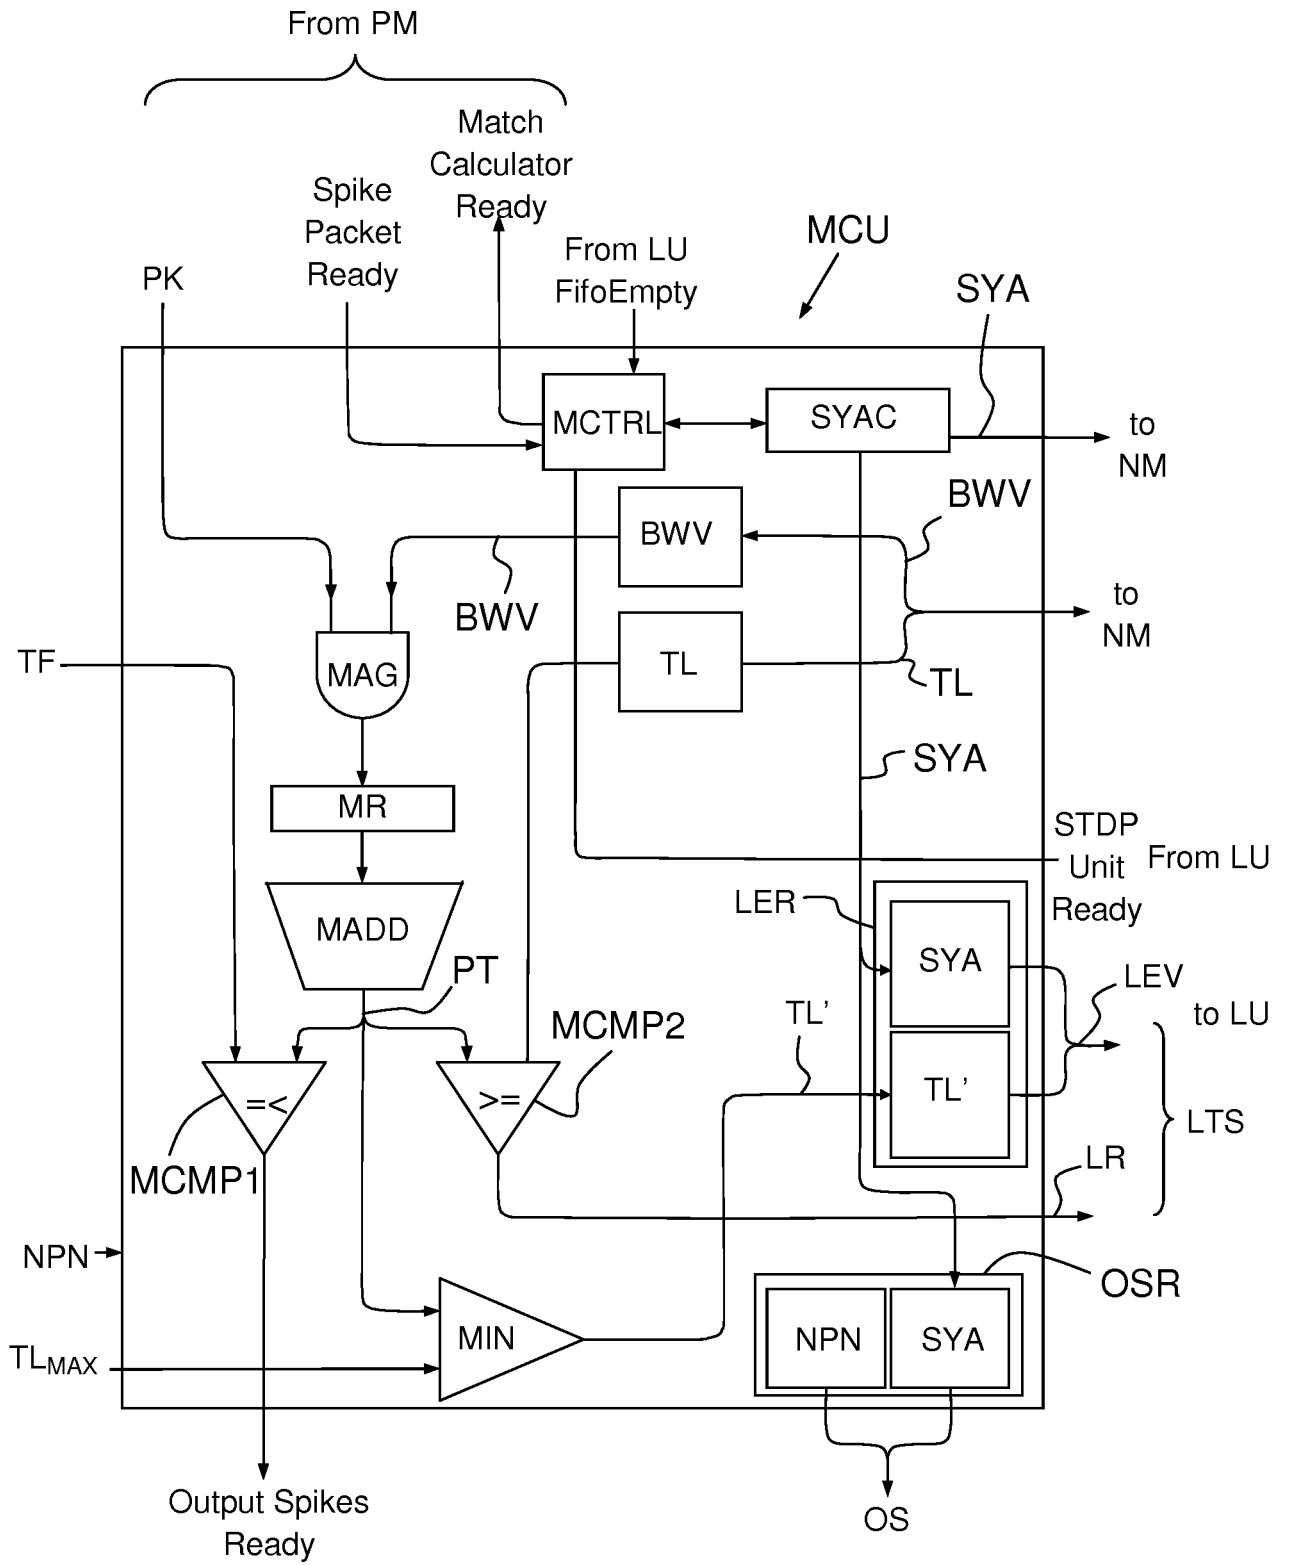 From PM
Match
Calculator
Ready
Spike
Packet
Ready
PK
From LU
FifoEmpty
MCU
SYA
MCTRL
SYAC
to
NM
BWV
BWV
BWV
to
NM
TF
MAG
TL
TL
SYA
MR
STDP
Unit
Ready
From LU
LER
MADD
SYA
PT
LEV
to LU
TL’
MCMP2
=<
>=
TL’
LTS
MCMP1
LR
NPN
OSR
MIN
NPN
SYA
TLMAX
Output Spikes
Ready
OS